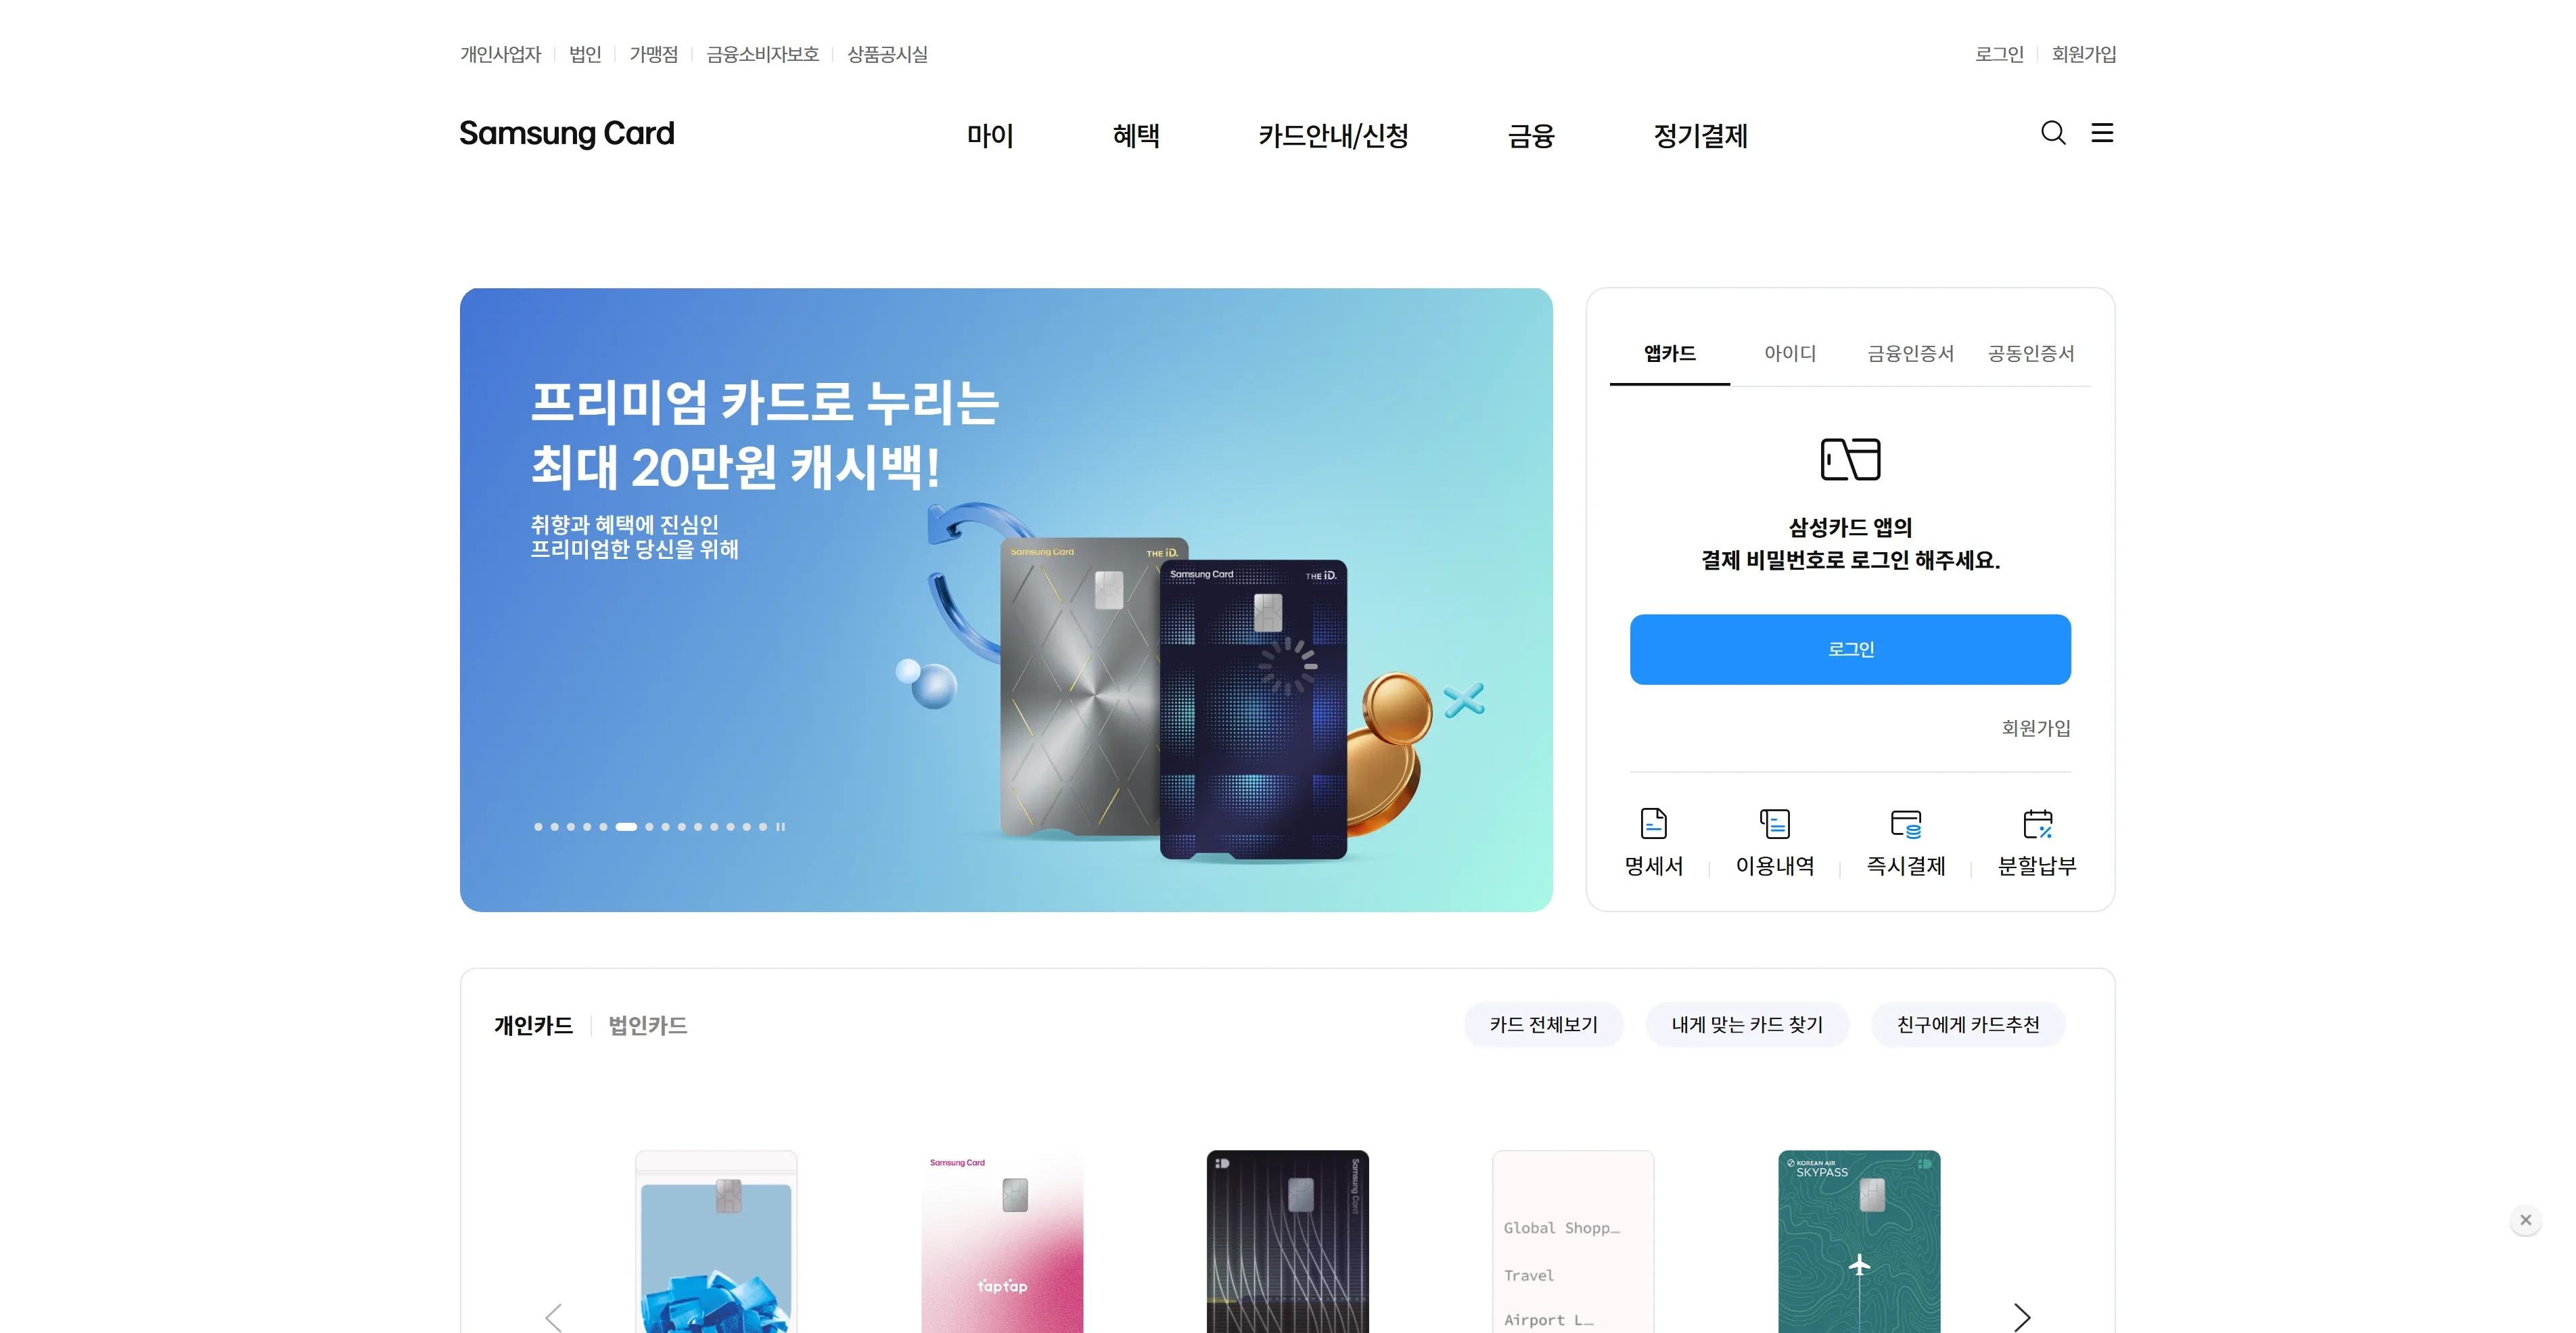 개인사업자
법인
가맹점
금융소비자보호
상품공시실
로그인
회원가입
Samsung Card
마이
혜택
카드안내/신청
금융
정기결제
프리미엄 카드로 누리는
최대 20만원 캐시백!
취향과 혜택에 진심인
프리미엄한 당신을 위해
Samsung Card
THE iD.
Samsung Card
THE iD.
앱카드
아이디
금융인증서
공동인증서
삼성카드 앱의
결제 비밀번호로 로그인 해주세요.
로그인
회원가입
명세서
이용내역
즉시결제
분할납부
개인카드
법인카드
카드 전체보기
내게 맞는 카드 찾기
친구에게 카드추천
Samsung Card
taptap
iD
Samsung Card
Global Shopp_
Travel
Airport L_
KOREAN AIR
SKYPASS
iD